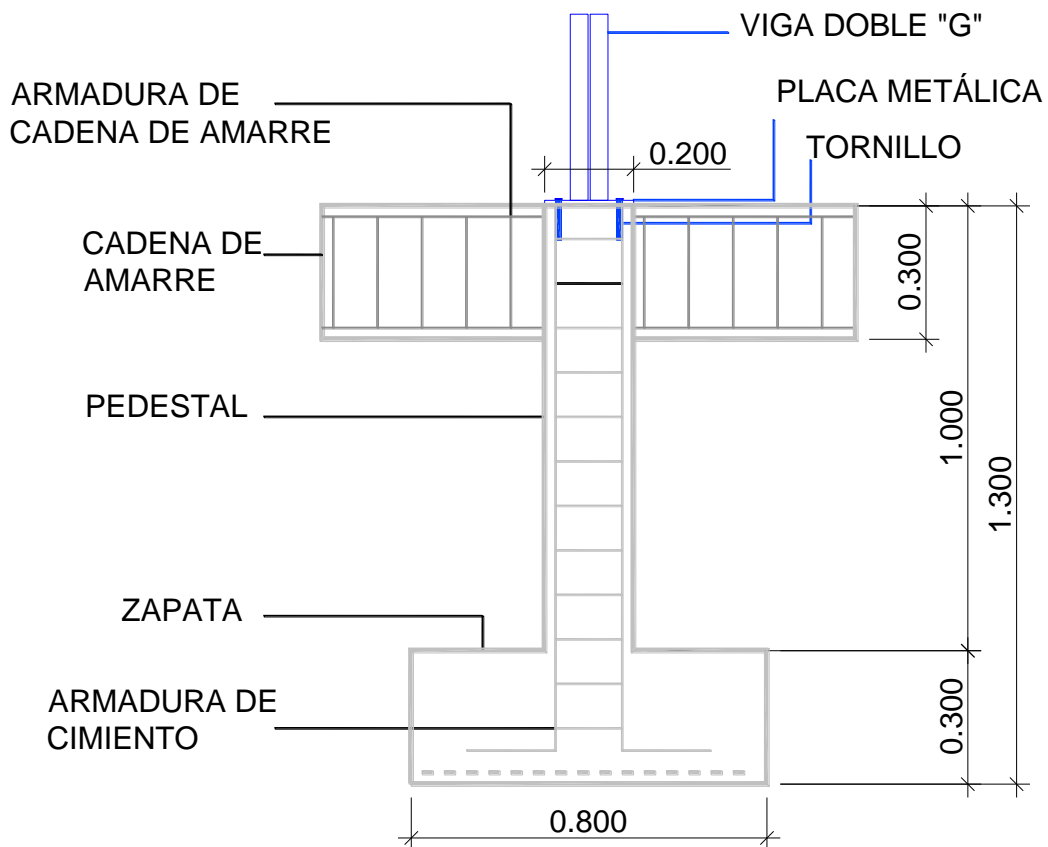 VIGA DOBLE "G"
ARMADURA DE
CADENA DE AMARRE
PLACA METÁLICA
TORNILLO
0.200
CADENA DE
AMARRE
0.300
PEDESTAL
1.000
1.300
ZAPATA
ARMADURA DE
CIMIENTO
0.300
0.800